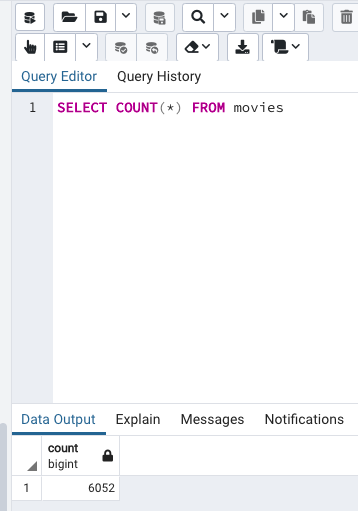 Query Editor Query History
1 SELECT COUNT(*) FROM movies
Data Output Explain Messages Notifications
count
bigint
1 6052